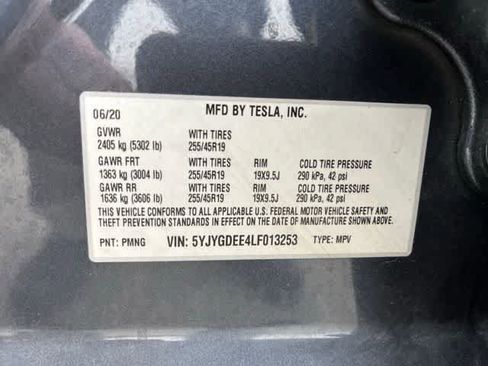 06/20 MFD BY TESLA, INC.
GVWR WITH TIRES
2405 kg (5302 lb) 255/45R19
GAWR FRT WITH TIRES RIM COLD TIRE PRESSURE
1363 kg (3004 lb) 255/45R19 19X9.5J 290 kPa, 42 psi
GAWR RR WITH TIRES RIM COLD TIRE PRESSURE
1636 kg (3606 lb) 255/45R19 19X9.5J 290 kPa, 42 psi
THIS VEHICLE CONFORMS TO ALL APPLICABLE U.S. FEDERAL MOTOR VEHICLE SAFETY AND
THEFT PREVENTION STANDARDS IN EFFECT ON THE DATE OF MANUFACTURE SHOWN ABOVE.
PNT: PMNG VIN: 5YJYGDEE4LF013253 TYPE: MPV